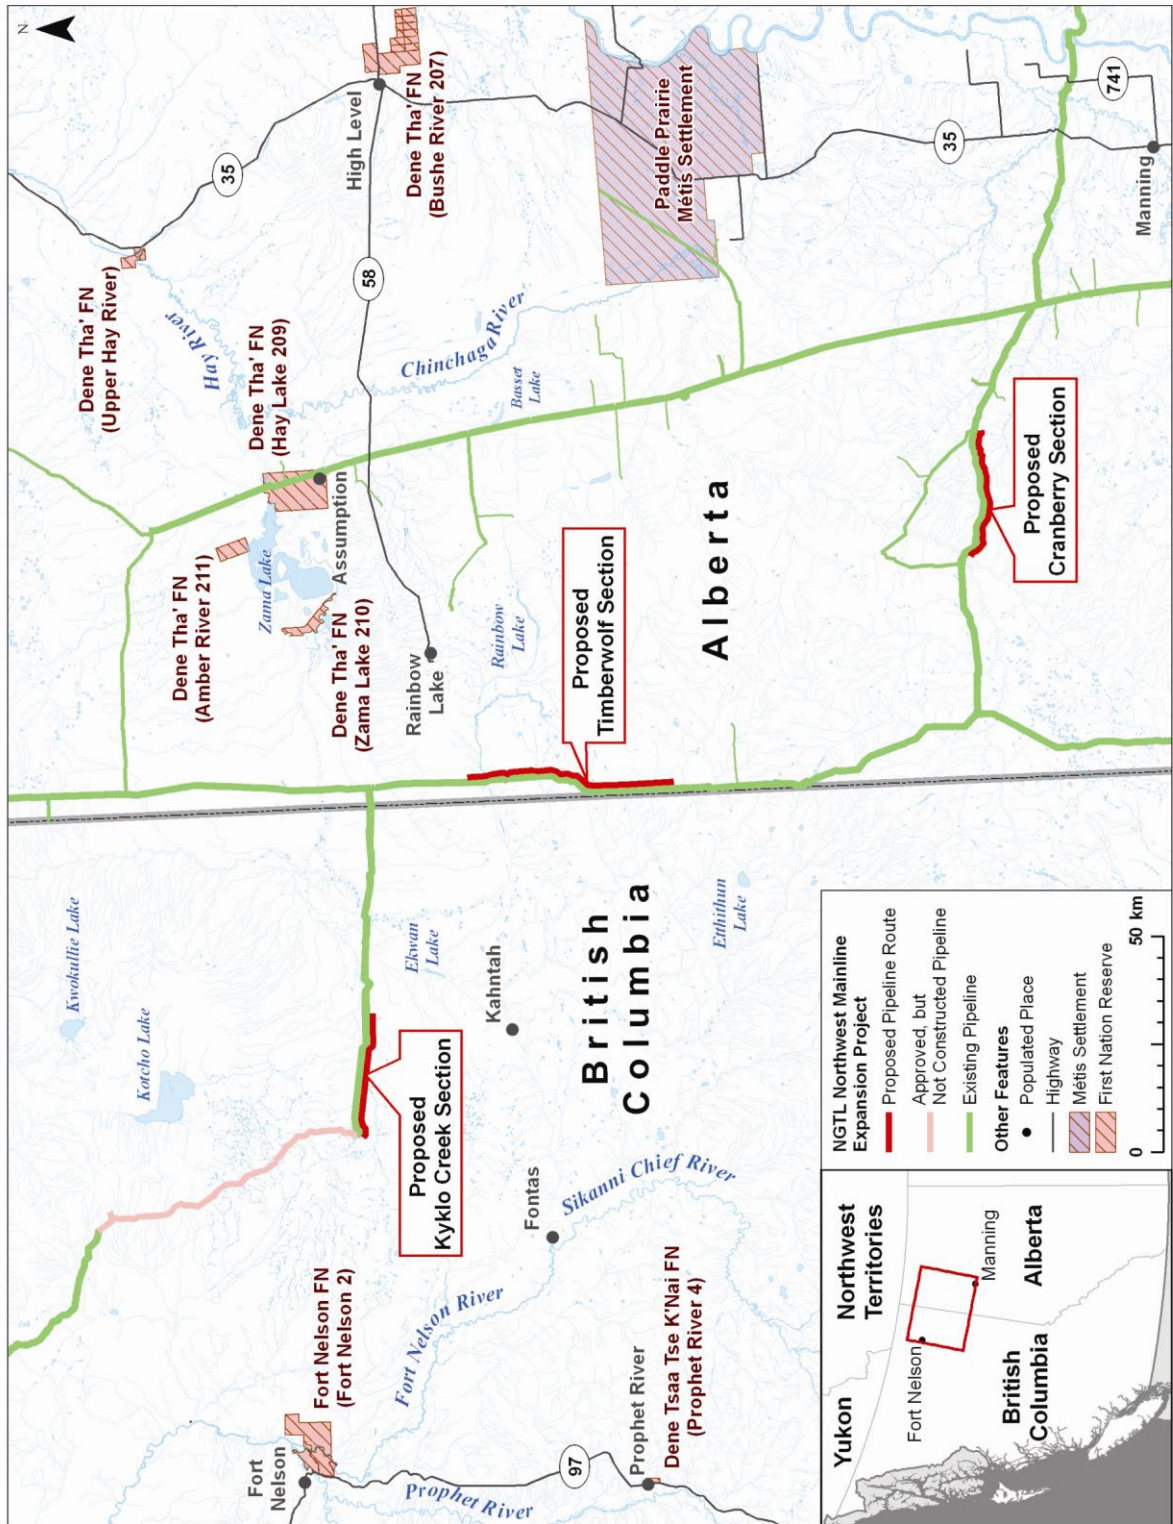 N
Kwokullie Lake
Kotcho Lake
Fort Nelson FN
(Fort Nelson 2)
Fort
Nelson
Proposed
Kyklo Creek Section
Ekwan
Lake
Kahntah
Fontas
Fort Nelson River
Sikanni Chief River
Prophet River
97
Prophet River
Dene Tsaa Tse K'Nai FN
(Prophet River 4)
British
Columbia
Etthithun
Lake
Dene Tha' FN
(Upper Hay River)
Hay River
35
Dene Tha' FN
(Hay Lake 209)
Dene Tha' FN
(Amber River 211)
Zama Lake
Assumption
Dene Tha' FN
(Zama Lake 210)
High Level
Dene Tha' FN
(Bushe River 207)
58
Rainbow
Lake
Rainbow
Lake
Chinchaga River
Basset
Lake
Proposed
Timberwolf Section
Paddle Prairie
Métis Settlement
Alberta
35
741
Manning
Proposed
Cranberry Section
Yukon
Northwest
Territories
Fort Nelson
Manning
British
Columbia
Alberta
NGTL Northwest Mainline
Expansion Project
Proposed Pipeline Route
Approved, but
Not Constructed Pipeline
Existing Pipeline
Other Features
Populated Place
Highway
Métis Settlement
First Nation Reserve
0 50 km